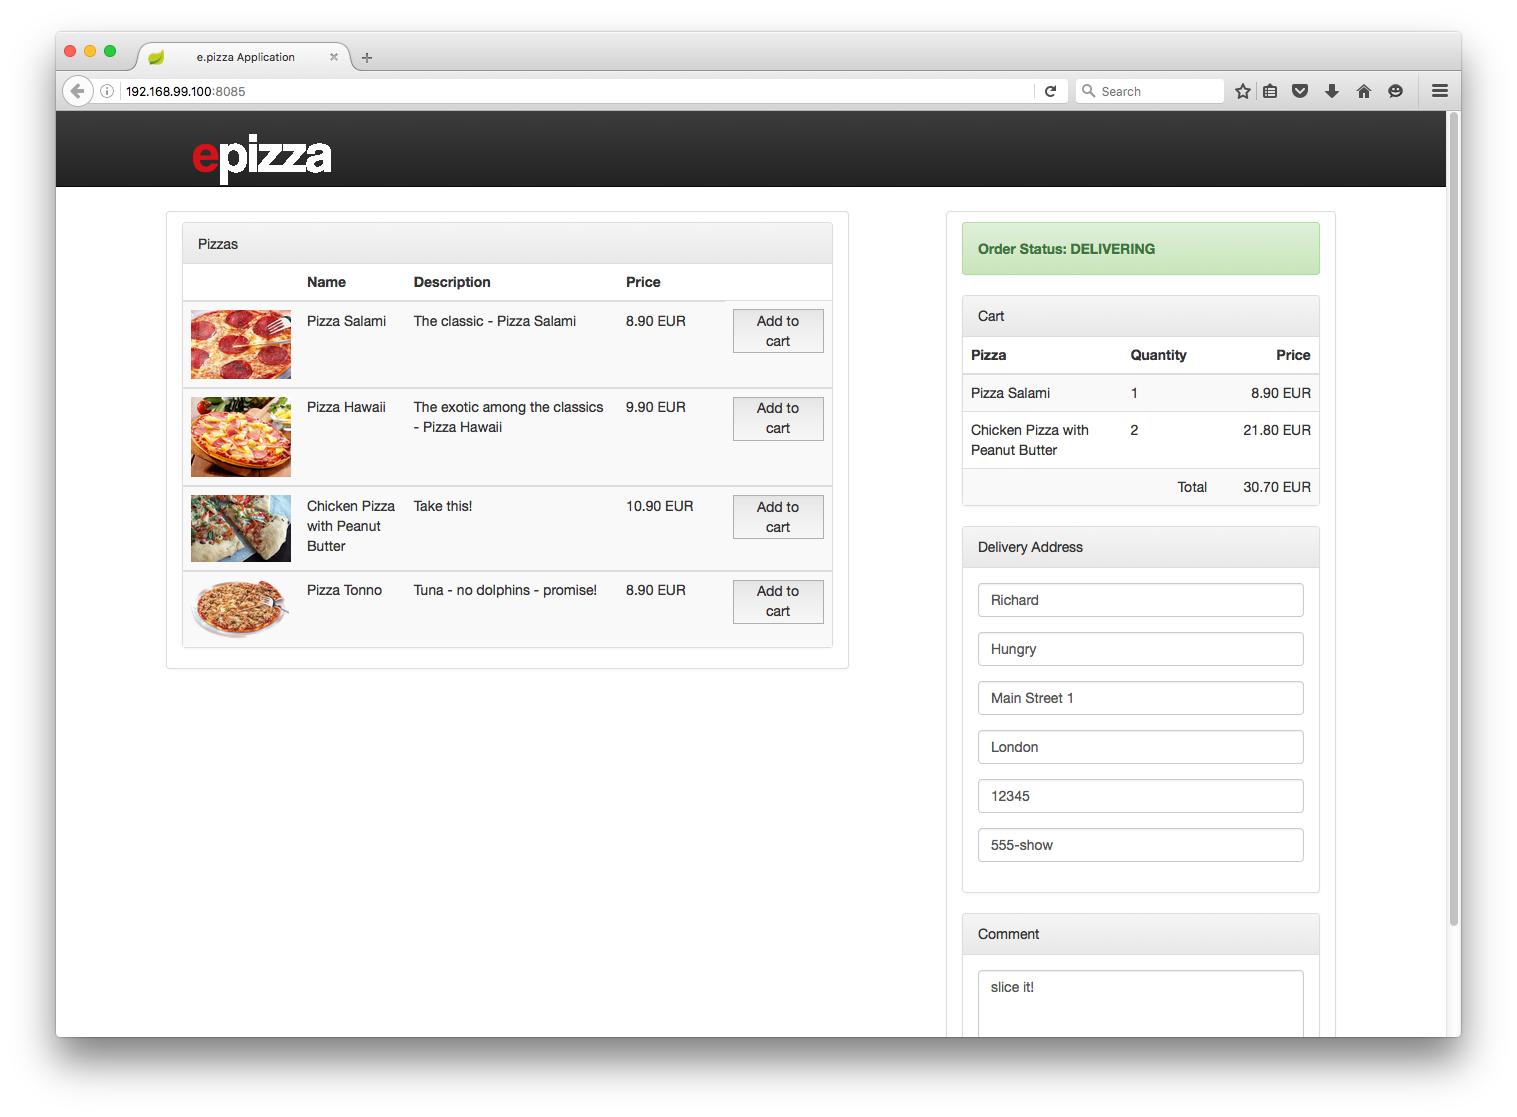 e.pizza Application
192.168.99.100:8085
Search
epizza
Pizzas
Name Description Price
Pizza Salami The classic - Pizza Salami 8.90 EUR Add to
cart
Pizza Hawaii The exotic among the classics 9.90 EUR Add to
- Pizza Hawaii cart
Chicken Pizza Take this! 10.90 EUR Add to
with Peanut cart
Butter
Pizza Tonno Tuna - no dolphins - promise! 8.90 EUR Add to
cart
Order Status: DELIVERING
Cart
Pizza Quantity Price
Pizza Salami 1 8.90 EUR
Chicken Pizza with 2 21.80 EUR
Peanut Butter
Total 30.70 EUR
Delivery Address
Richard
Hungry
Main Street 1
London
12345
555-show
Comment
slice it!